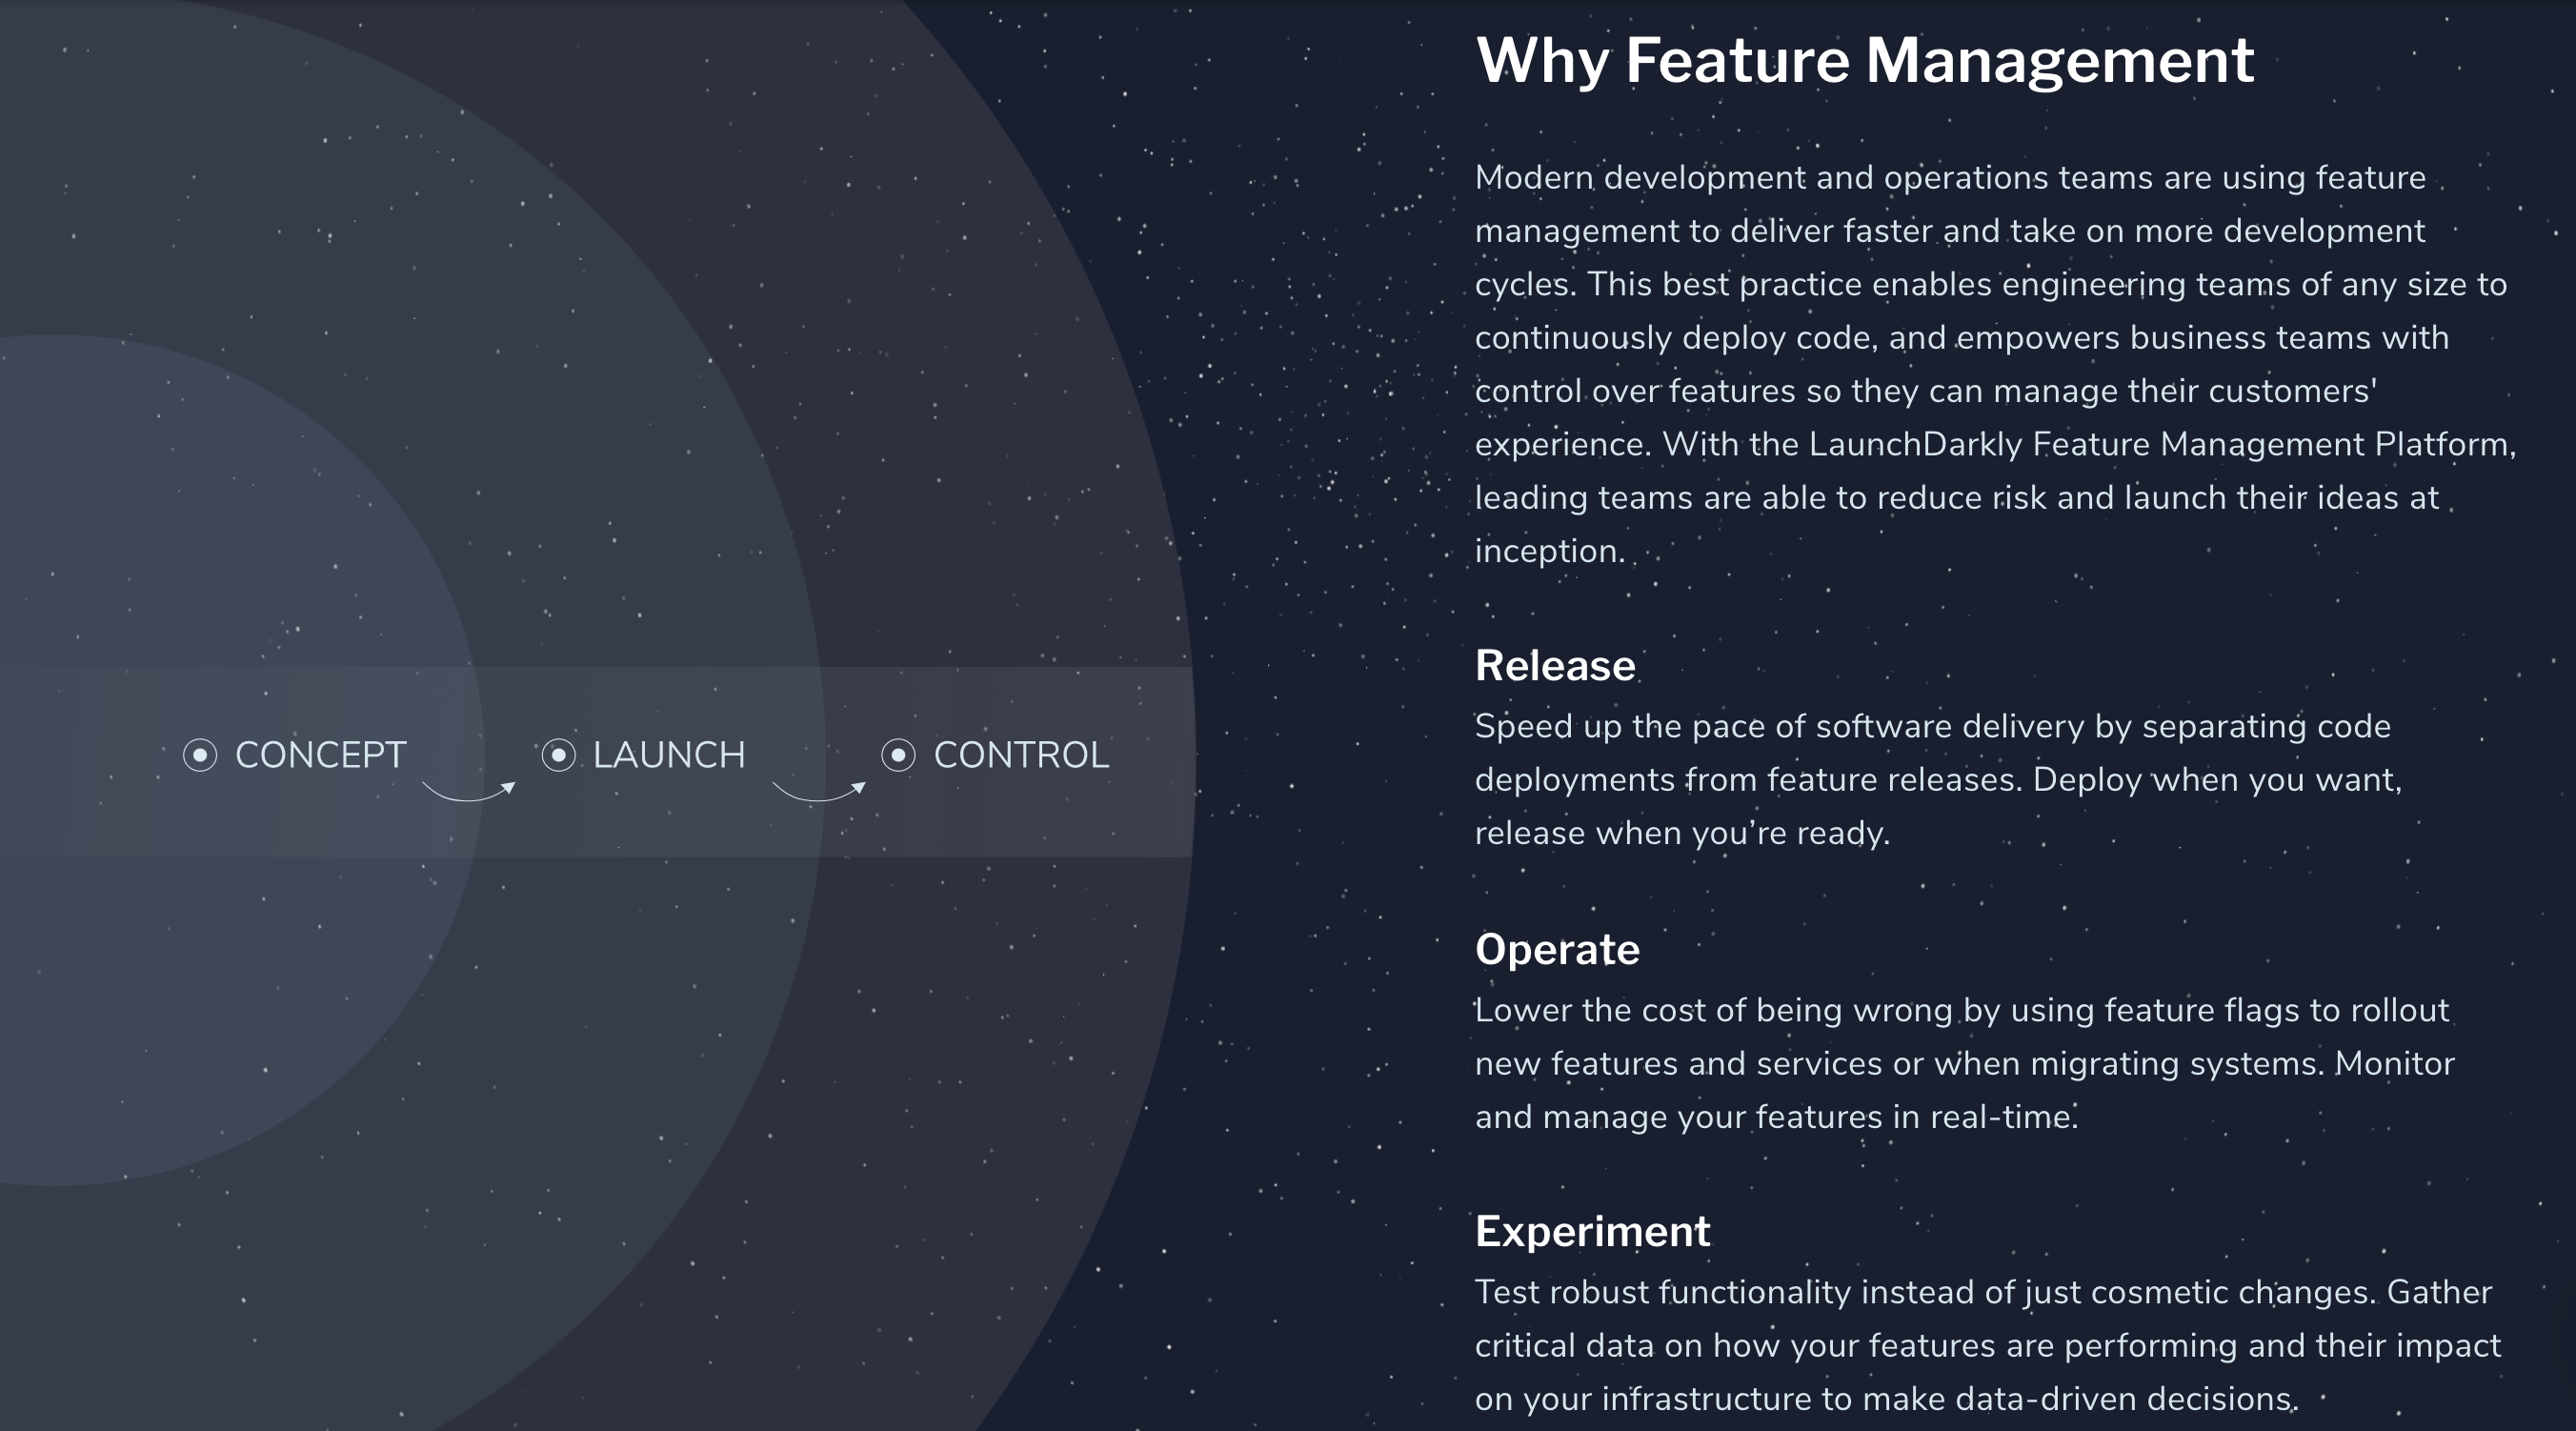 Why Feature Management
Modern development and operations teams are using feature
management to deliver faster and take on more development
cycles. This best practice enables engineering teams of any size to
continuously deploy code, and empowers business teams with
control over features so they can manage their customers'
experience. With the LaunchDarkly Feature Management Platform,
leading teams are able to reduce risk and launch their ideas at
inception.
Release
Speed up the pace of software delivery by separating code
deployments from feature releases. Deploy when you want,
release when you’re ready.
Operate
Lower the cost of being wrong by using feature flags to rollout
new features and services or when migrating systems. Monitor
and manage your features in real-time.
Experiment
Test robust functionality instead of just cosmetic changes. Gather
critical data on how your features are performing and their impact
on your infrastructure to make data-driven decisions.
CONCEPT LAUNCH CONTROL